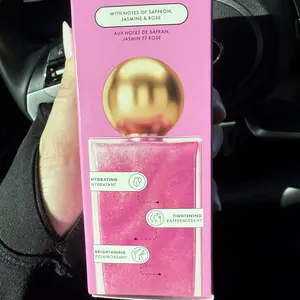 WITH NOTES OF SAFFRON,
JASMINE & ROSE
AUX NOTES DE SAFRAN,
JASMIN ET ROSE
HYDRATING
HYDRATANT
TIGHTENING
RAFFERMISSANT
BRIGHTENING
ÉCLAIRCISSANT